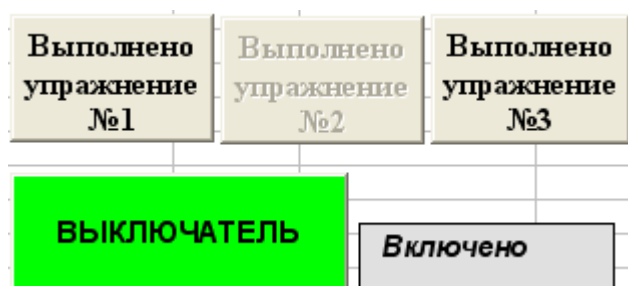 Выполнено
упражнение
№1
Выполнено
упражнение
№2
Выполнено
упражнение
№3
ВЫКЛЮЧАТЕЛЬ
Включено